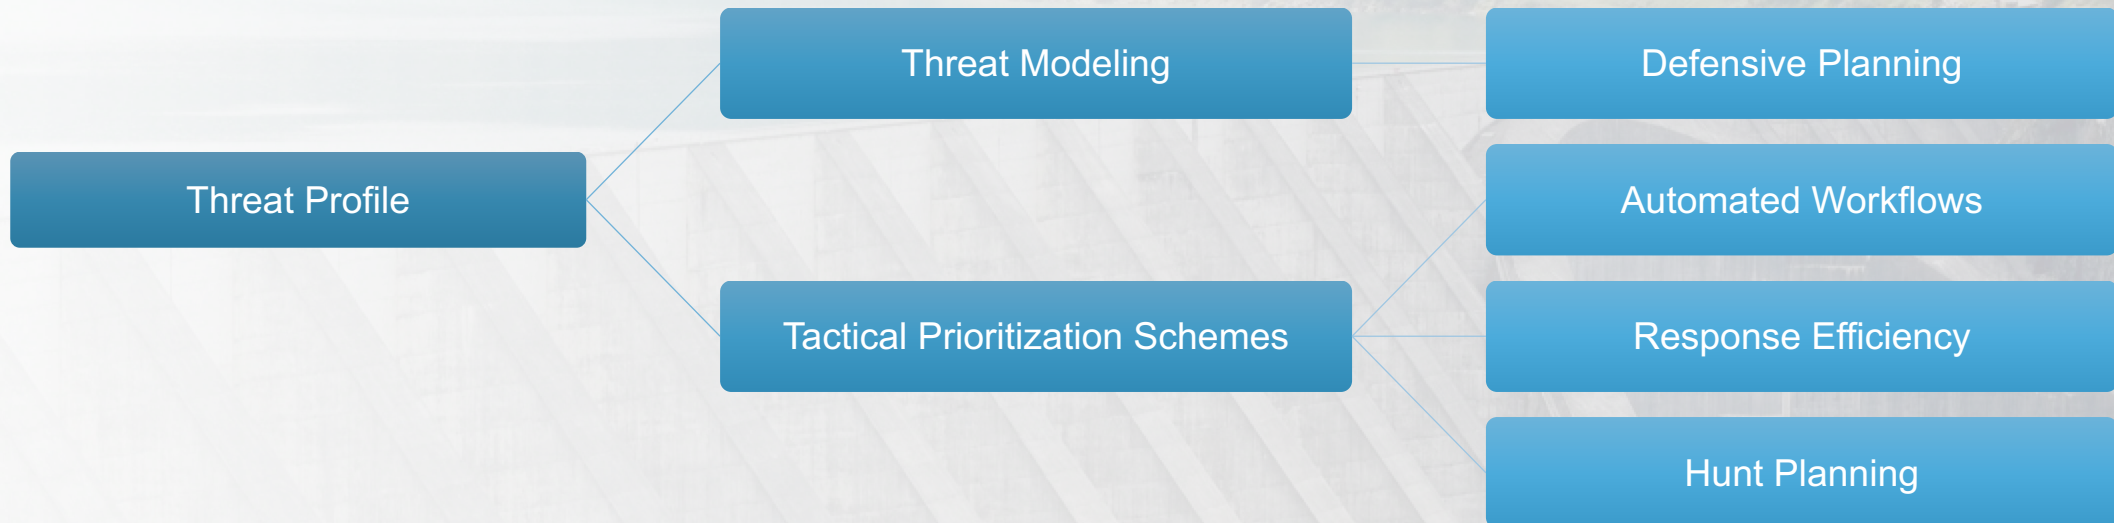 Threat Modeling
Defensive Planning
Threat Profile
Automated Workflows
Tactical Prioritization Schemes
Response Efficiency
Hunt Planning